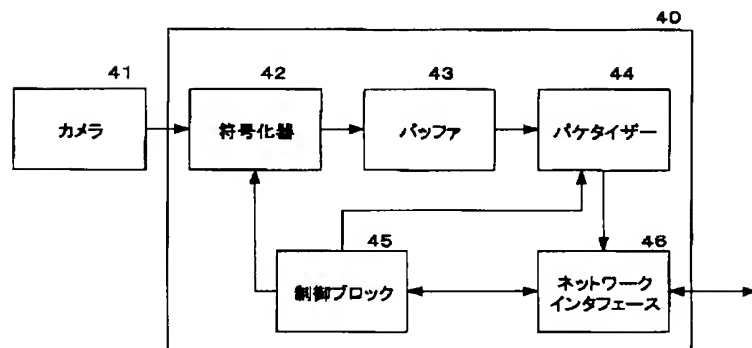 40
41
42
43
44
カメラ
符号化器
バッファ
パケタイザー
45
46
制御ブロック
ネットワーク
インタフェース